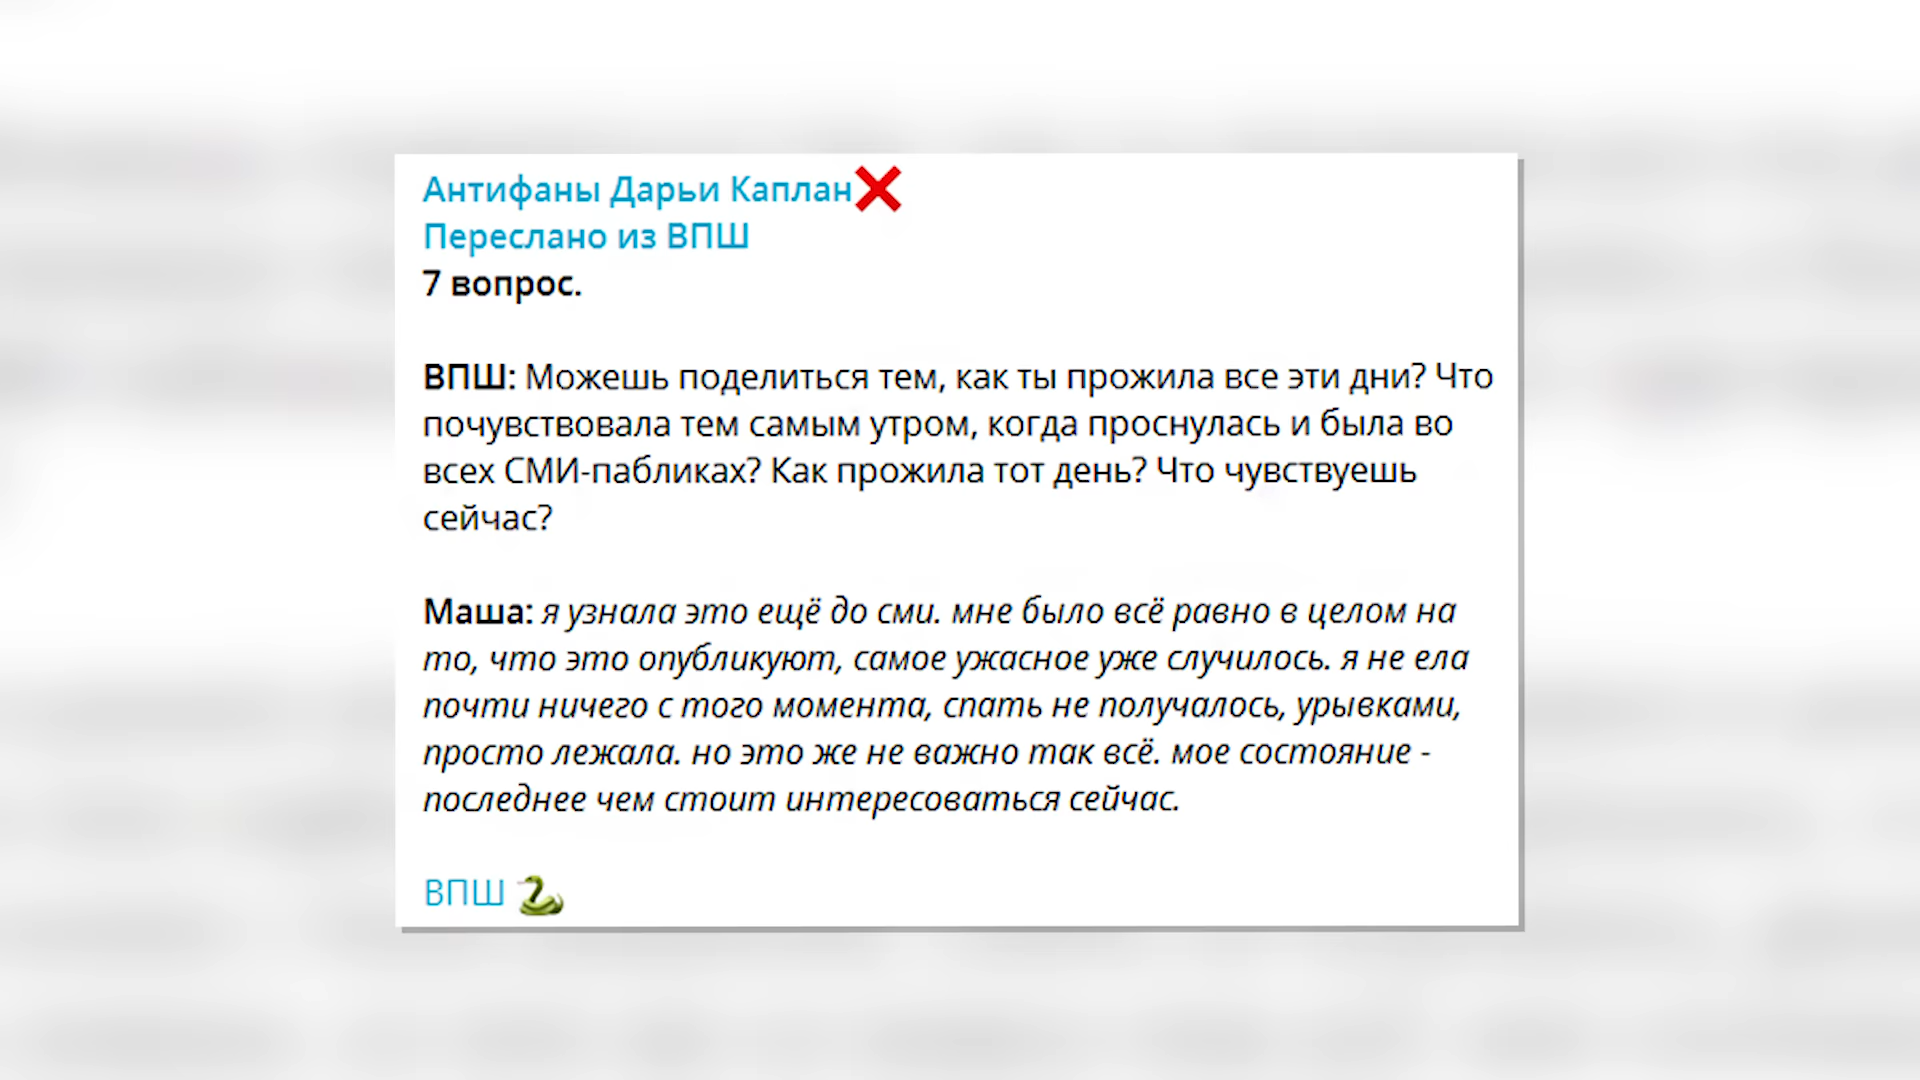 Антифаны Дарьи Каплан❌
Переслано из ВПШ
7 вопрос.
ВПШ: Можешь поделиться тем, как ты прожила все эти дни? Что
почувствовала тем самым утром, когда проснулась и была во
всех СМИ-пабликах? Как прожила тот день? Что чувствуешь
сейчас?
Маша: я узнала это ещё до сми. мне было всё равно в целом на
то, что это опубликуют, самое ужасное уже случилось. я не ела
почти ничего с того момента, спать не получалось, урывками,
просто лежала. но это же не важно так всё. мое состояние -
последнее чем стоит интересоваться сейчас.
ВПШ 🐍